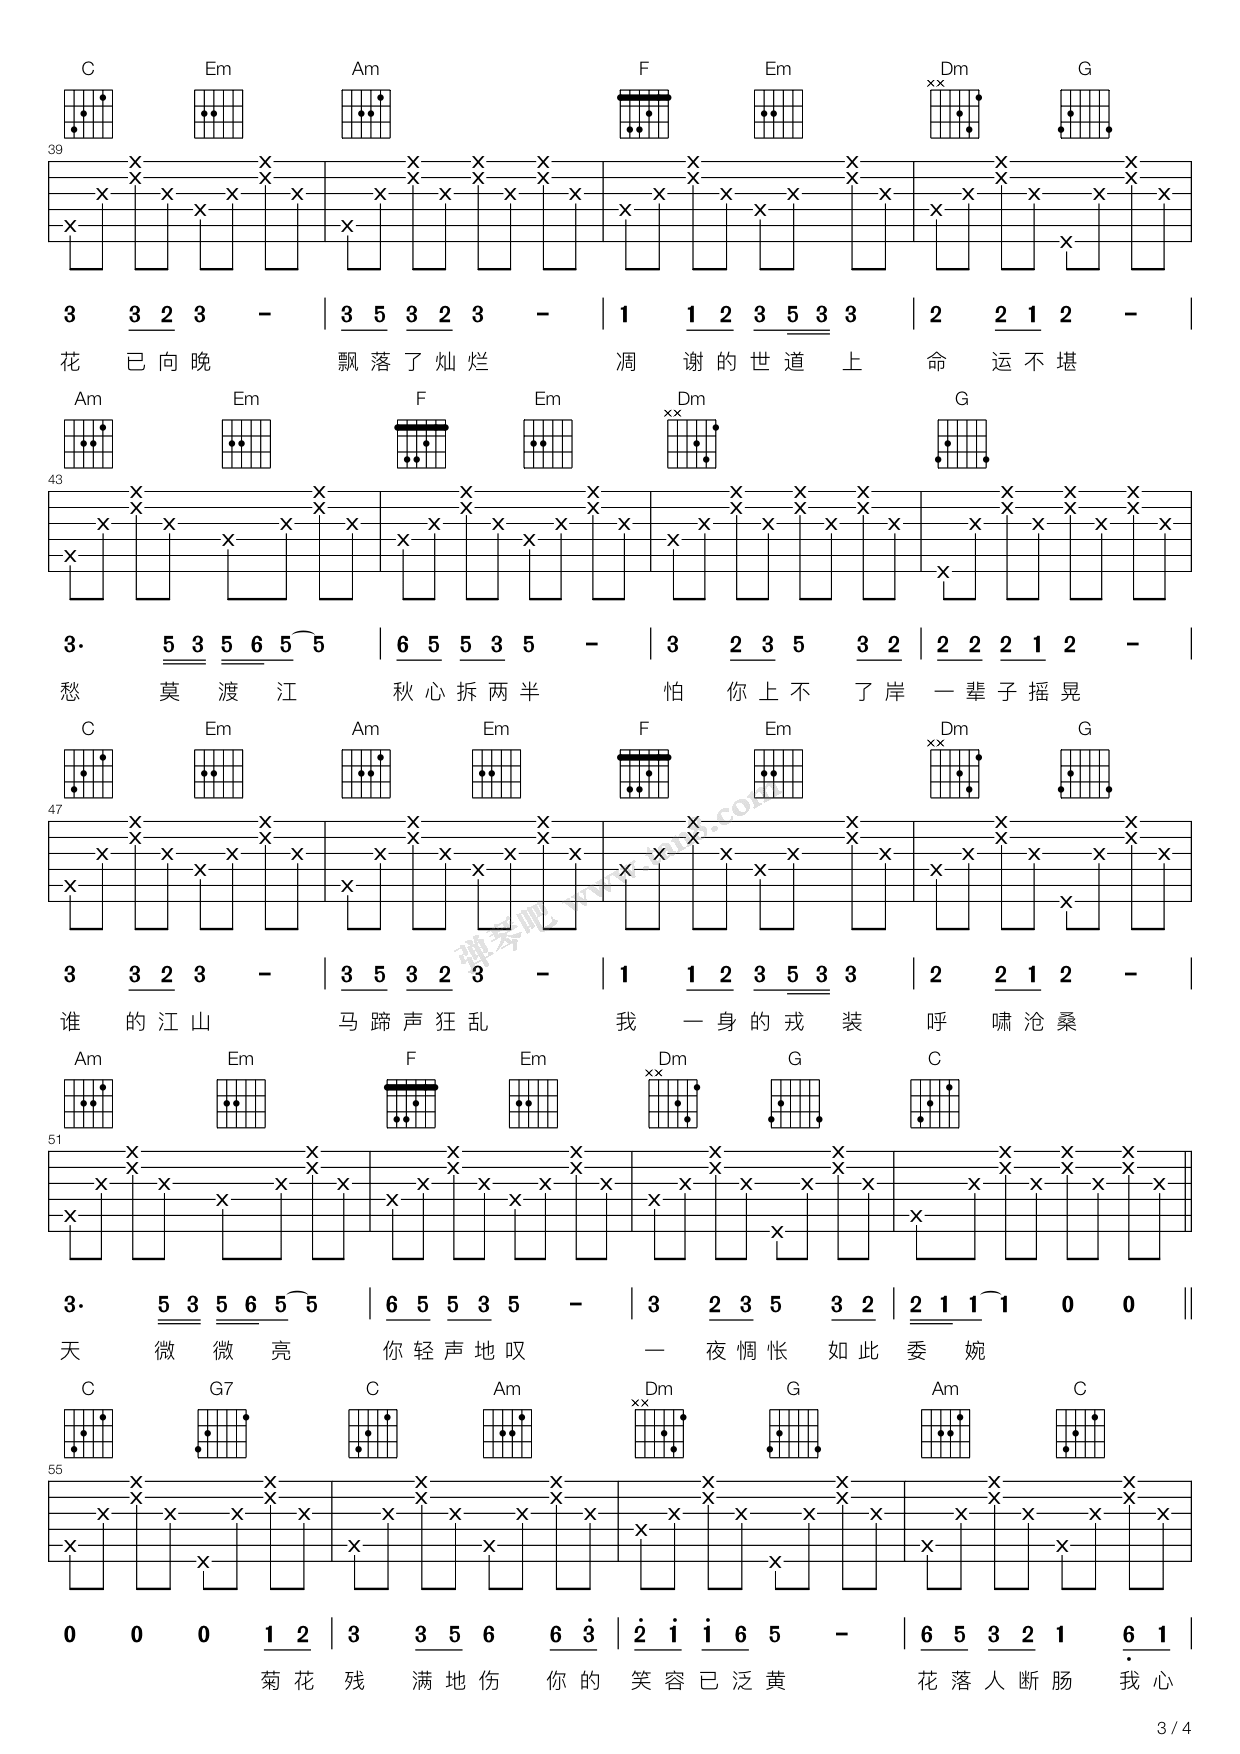 C Em Am F Em Dm G
39
3 3 2 3 - 3 5 3 2 3 - 1 1 2 3 5 3 3 2 2 1 2 -
花 已 向 晚 飘 落 了 灿 烂 凋 谢 的 世 道 上 命 运 不 堪
Am Em F Em Dm G
43
3· 5 3 5 6 5 5 6 5 5 3 5 - 3 2 3 5 3 2 2 2 2 1 2 -
愁 莫 渡 江 秋 心 拆 两 半 怕 你 上 不 了 岸 一 辈 子 摇 晃
C Em Am Em F Em Dm G
47
3 3 2 3 - 3 5 3 2 3 - 1 1 2 3 5 3 3 2 2 1 2 -
谁 的 江 山 马 蹄 声 狂 乱 我 一 身 的 戎 装 呼 啸 沧 桑
弹琴吧 www.tan8.com
Am Em F Em Dm G C
51
3· 5 3 5 6 5 5 6 5 5 3 5 - 3 2 3 5 3 2 2 1 1 1 0 0
天 微 微 亮 你 轻 声 地 叹 一 夜 惆 怅 如 此 委 婉
C G7 C Am Dm G Am C
55
0 0 0 1 2 3 3 5 6 6 3 2 1 1 6 5 - 6 5 3 2 1 6 1
菊 花 残 满 地 伤 你 的 笑 容 已 泛 黄 花 落 人 断 肠 我 心
3 / 4